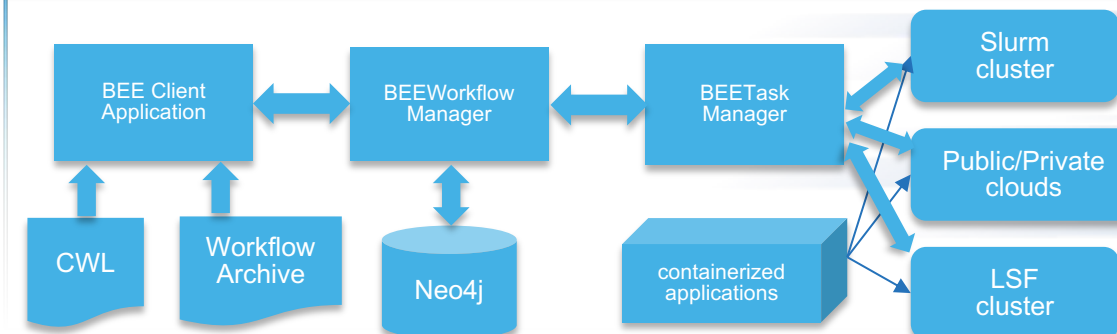 BEE Client
Application
BEEWorkflow
Manager
BEETask
Manager
Slurm
cluster
Public/Private
clouds
LSF
cluster
CWL
Workflow
Archive
Neo4j
containerized
applications